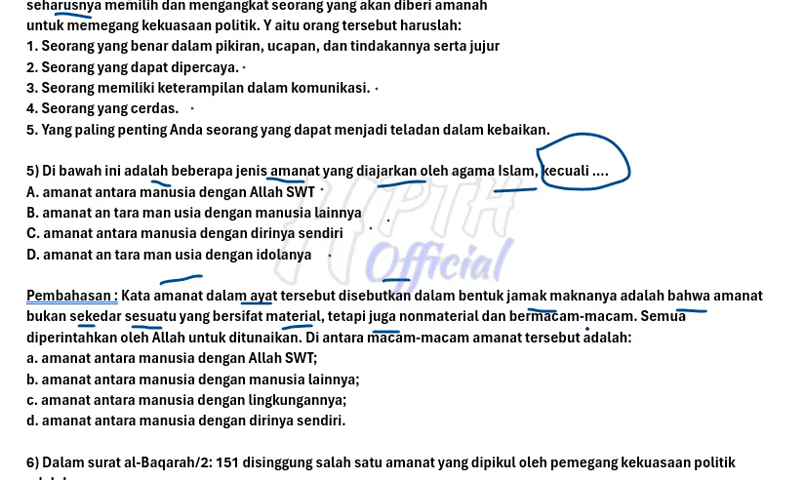 seharusnya memilih dan mengangkat seorang yang akan diberi amanah
untuk memegang kekuasaan politik. Y aitu orang tersebut haruslah:
1. Seorang yang benar dalam pikiran, ucapan, dan tindakannya serta jujur
2. Seorang yang dapat dipercaya.
3. Seorang memiliki keterampilan dalam komunikasi.
4. Seorang yang cerdas.
5. Yang paling penting Anda seorang yang dapat menjadi teladan dalam kebaikan.
5) Di bawah ini adalah beberapa jenis amanat yang diajarkan oleh agama Islam, kecuali ....
A. amanat antara manusia dengan Allah SWT
B. amanat an tara man usia dengan manusia lainnya
C. amanat antara manusia dengan dirinya sendiri
D. amanat an tara man usia dengan idolanya
HIPTH
Official
Pembahasan : Kata amanat dalam ayat tersebut disebutkan dalam bentuk jamak maknanya adalah bahwa amanat
bukan sekedar sesuatu yang bersifat material, tetapi juga nonmaterial dan bermacam-macam. Semua
diperintahkan oleh Allah untuk ditunaikan. Di antara macam-macam amanat tersebut adalah:
a. amanat antara manusia dengan Allah SWT;
b. amanat antara manusia dengan manusia lainnya;
c. amanat antara manusia dengan lingkungannya;
d. amanat antara manusia dengan dirinya sendiri.
6) Dalam surat al-Baqarah/2: 151 disinggung salah satu amanat yang dipikul oleh pemegang kekuasaan politik